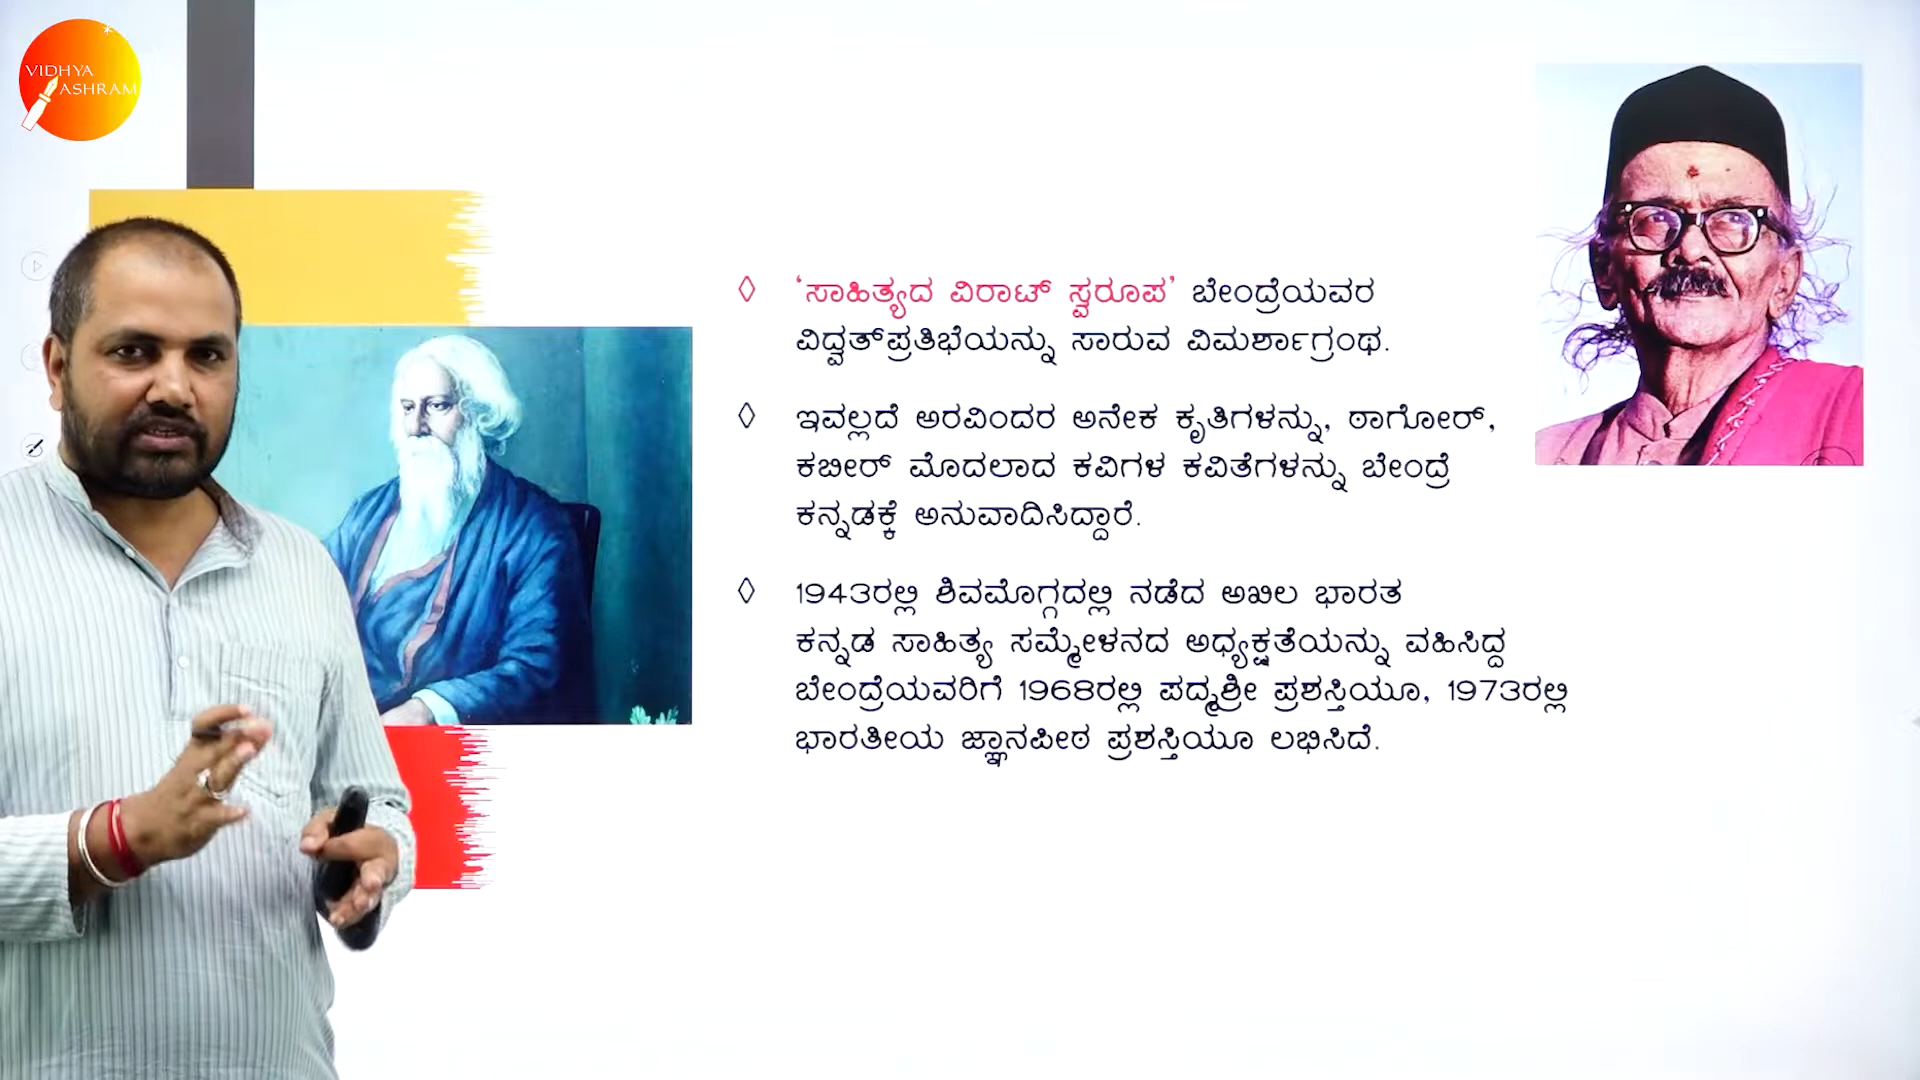 VIDHYA
ASHRAM
◊ ‘ಸಾಹಿತ್ಯದ ವಿರಾಟ್ ಸ್ವರೂಪ’ ಬೇಂದ್ರೆಯವರ
ವಿದ್ವತ್‌ಪ್ರತಿಭೆಯನ್ನು ಸಾರುವ ವಿಮರ್ಶಾಗ್ರಂಥ.
◊ ಇವಲ್ಲದೆ ಅರವಿಂದರ ಅನೇಕ ಕೃತಿಗಳನ್ನು, ಠಾಗೋರ್,
ಕಬೀರ್ ಮೊದಲಾದ ಕವಿಗಳ ಕವಿತೆಗಳನ್ನು ಬೇಂದ್ರೆ
ಕನ್ನಡಕ್ಕೆ ಅನುವಾದಿಸಿದ್ದಾರೆ.
◊ 1943ರಲ್ಲಿ ಶಿವಮೊಗ್ಗದಲ್ಲಿ ನಡೆದ ಅಖಿಲ ಭಾರತ
ಕನ್ನಡ ಸಾಹಿತ್ಯ ಸಮ್ಮೇಳನದ ಅಧ್ಯಕ್ಷತೆಯನ್ನು ವಹಿಸಿದ್ದ
ಬೇಂದ್ರೆಯವರಿಗೆ 1968ರಲ್ಲಿ ಪದ್ಮಶ್ರೀ ಪ್ರಶಸ್ತಿಯೂ, 1973ರಲ್ಲಿ
ಭಾರತೀಯ ಜ್ಞಾನಪೀಠ ಪ್ರಶಸ್ತಿಯೂ ಲಭಿಸಿದೆ.